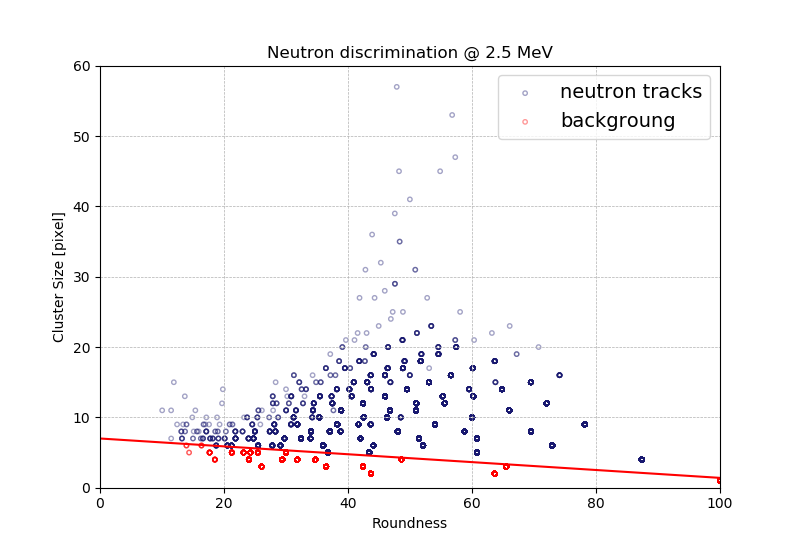 Neutron discrimination @ 2.5 MeV
neutron tracks
backgroung
60
50
40
30
20
10
0
Cluster Size [pixel]
0 20 40 60 80 100
Roundness